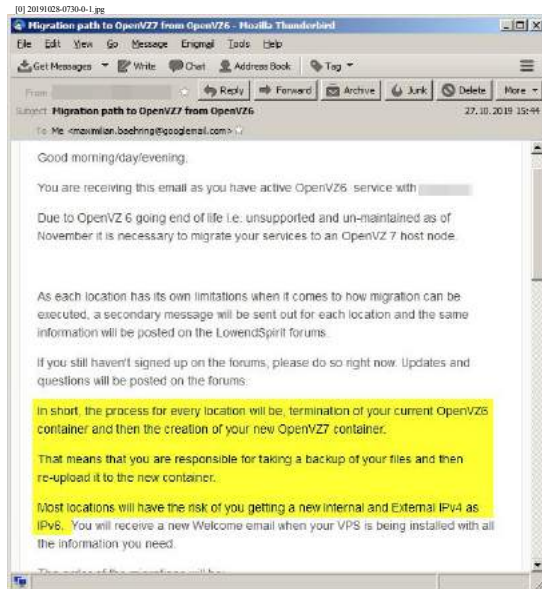 [0] 20191028-0730-0-1.jpg
Migration path to OpenVZ7 from OpenVZ6 - Mozilla Thunderbird
File Edit View Go Message Enigmail Tools Help
Get Messages Write Chat Address Book Tag
From Reply Forward Archive Junk Delete More
Subject Migration path to OpenVZ7 from OpenVZ6 27.10.2019 15:44
To Me <maximilian.baehring@googlemail.com>
Good morning/day/evening,
You are receiving this email as you have active OpenVZ6 service with
Due to OpenVZ 6 going end of life i.e. unsupported and un-maintained as of
November it is necessary to migrate your services to an OpenVZ 7 host node.
As each location has its own limitations when it comes to how migration can be
executed, a secondary message will be sent out for each location and the same
information will be posted on the LowendSpirit forums.
If you still haven't signed up on the forums, please do so right now. Updates and
questions will be posted on the forums.
In short, the process for every location will be, termination of your current OpenVZ6
container and then the creation of your new OpenVZ7 container.
That means that you are responsible for taking a backup of your files and then
re-upload it to the new container.
Most locations will have the risk of you getting a new Internal and External IPv4 as
IPv6. You will receive a new Welcome email when your VPS is being installed with all
the information you need.